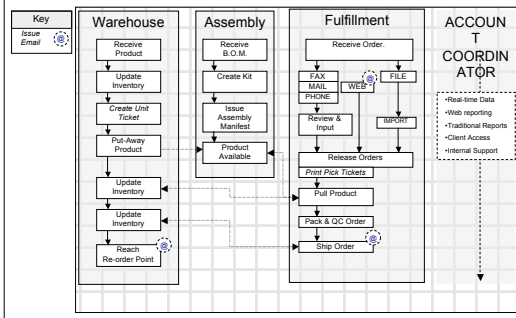 Key
Issue
Email
@
Warehouse
Receive
Product
Update
Inventory
Create Unit
Ticket
Put-Away
Product
Update
Inventory
Update
Inventory
Reach
Re-order Point
@
Assembly
Receive
B.O.M.
Create Kit
Issue
Assembly
Manifest
Product
Available
Fulfillment
Receive Order.
FAX
MAIL
PHONE
WEB
@
FILE
Review &
Input
IMPORT
Release Orders
Print Pick Tickets
Pull Product
Pack & QC Order
Ship Order
@
ACCOUN
T
COORDIN
ATOR
•Real-time Data
•Web reporting
•Traditional Reports
•Client Access
•Internal Support